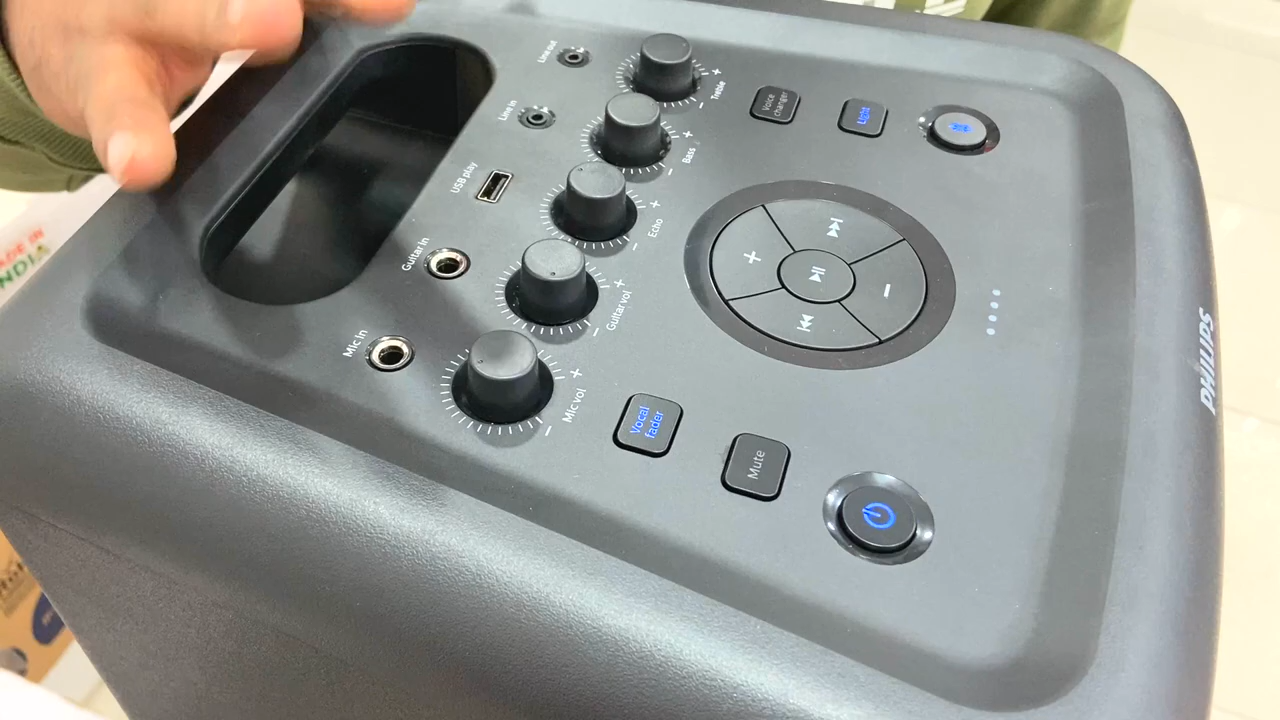 Line out
Treble
Voice
changer
Light
Line in
Bass
USB play
Echo
Guitar in
Guitar vol
Mic in
Mic vol
Vocal
fader
Mute
PHILIPS
MADE IN
INDIA